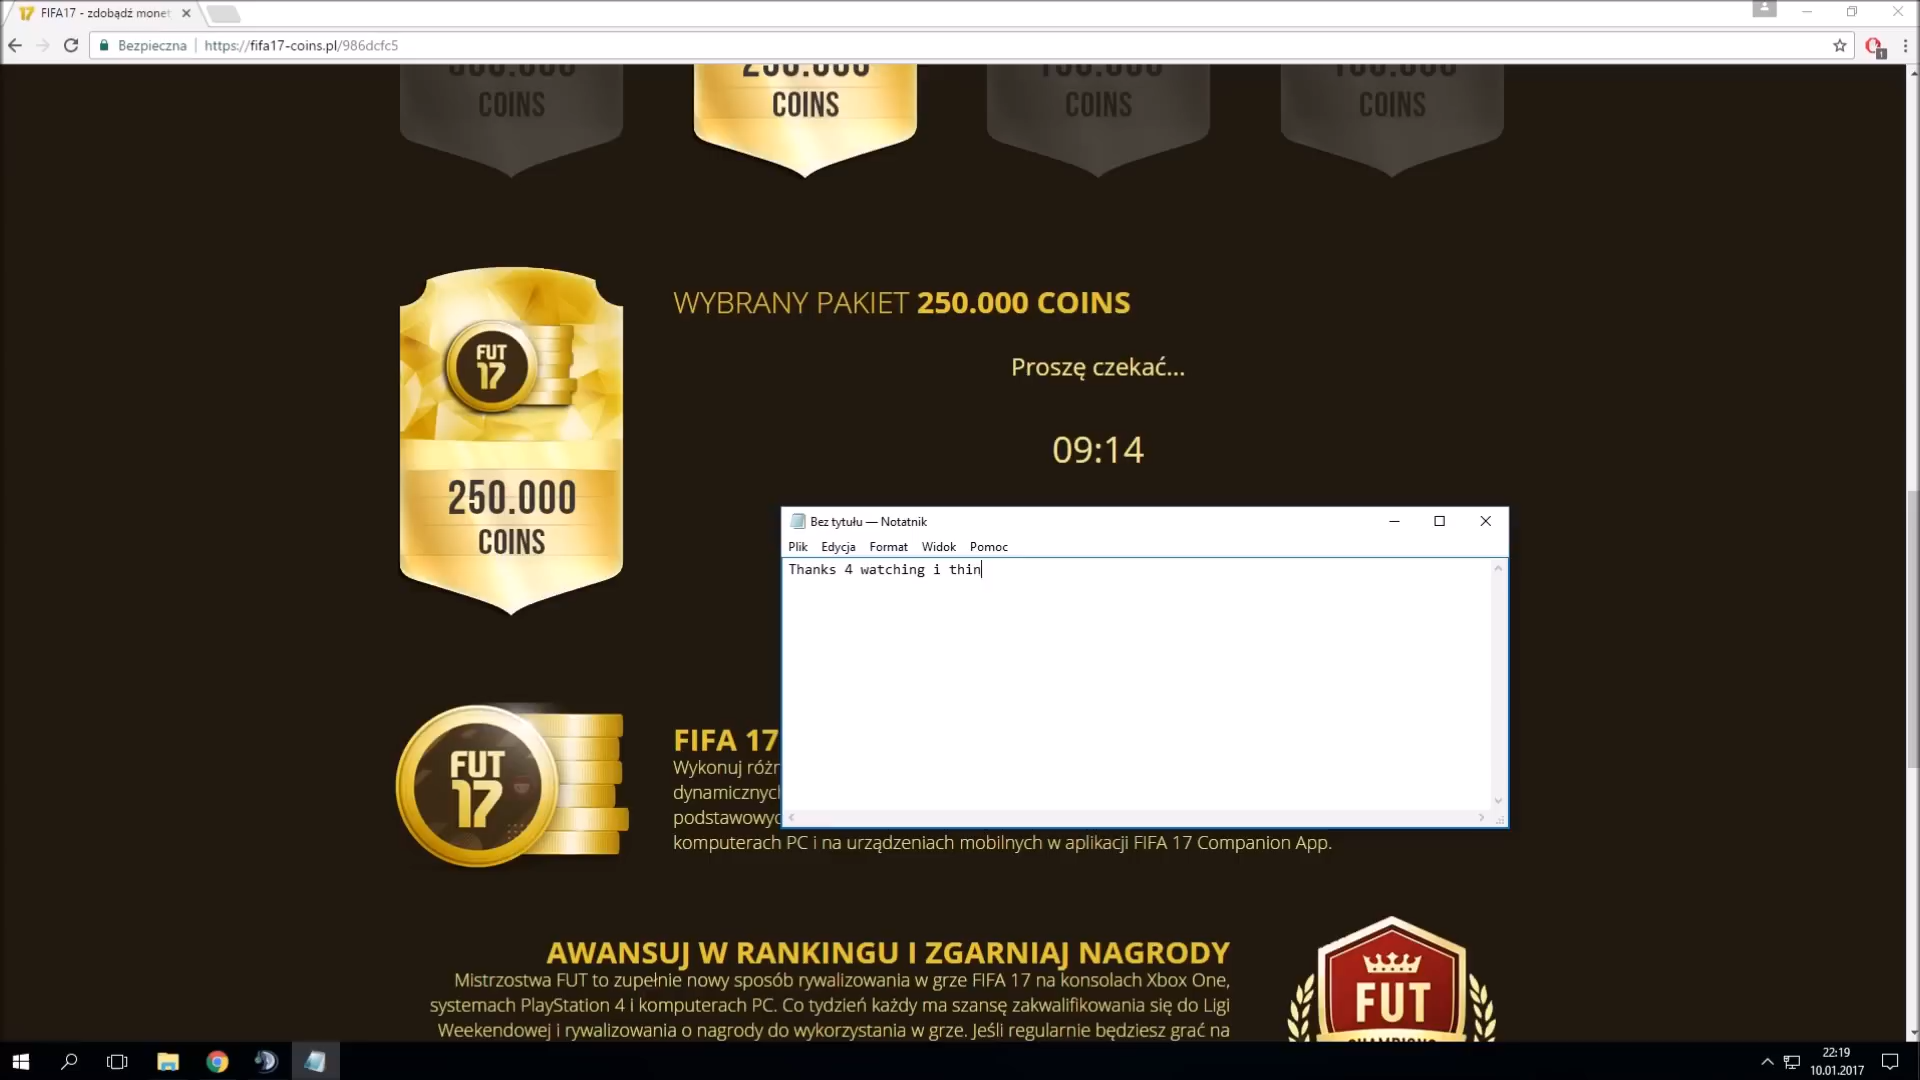 FIFA17 - zdobądź monet
Bezpieczna
https://fifa17-coins.pl/986dcfc5
COINS
250.000
COINS
COINS
COINS
FUT
17
250.000
COINS
WYBRANY PAKIET 250.000 COINS
Proszę czekać...
09:14
Bez tytułu — Notatnik
Plik Edycja Format Widok Pomoc
Thanks 4 watching i thin
FUT
17
FIFA 17
Wykonuj
dynamicznych
komputerach PC i na urządzeniach mobilnych w aplikacji FIFA 17 Companion App.
AWANSUJ W RANKINGU I ZGARNIAJ NAGRODY
Mistrzostwa FUT to zupełnie nowy sposób rywalizowania w grze FIFA 17 na konsolach Xbox One,
systemach PlayStation 4 i komputerach PC. Co tydzień każdy ma szansę zakwalifikowania się do Ligi
Weekendowej i rywalizowania o nagrody do wykorzystania w grze. Jeśli regularnie będziesz grać na
FUT
22:19
10.01.2017